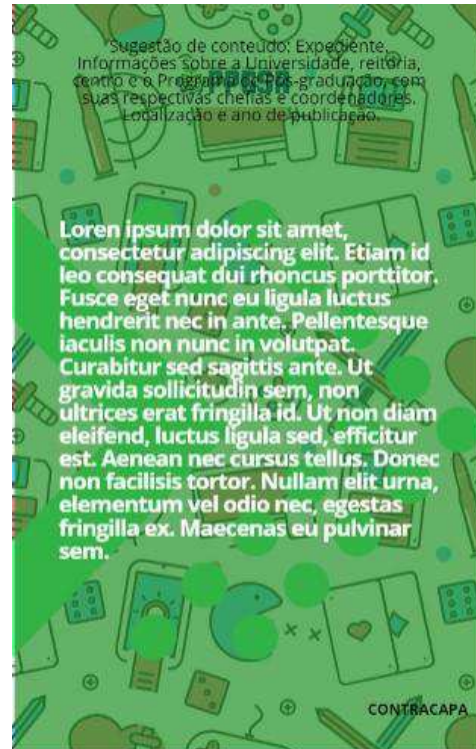 Sugestão de conteúdo: Expediente,
Informações sobre a Universidade, reitoria,
centro e o Programa de Pós-graduação, com
suas respectivas chefias e coordenadores.
Localização e ano de publicação.
Loren ipsum dolor sit amet,
consectetur adipiscing elit. Etiam id
leo consequat dui rhoncus porttitor.
Fusce eget nunc eu ligula luctus
hendrerit nec in ante. Pellentesque
iaculis non nunc in volutpat.
Curabitur sed sagittis ante. Ut
gravida sollicitudin sem, non
ultrices erat fringilla id. Ut non diam
eleifend, luctus ligula sed, efficitur
est. Aenean nec cursus tellus. Donec
non facilisis tortor. Nullam elit urna,
elementum vel odio nec, egestas
fringilla ex. Maecenas eu pulvinar
sem.
CONTRACAPA